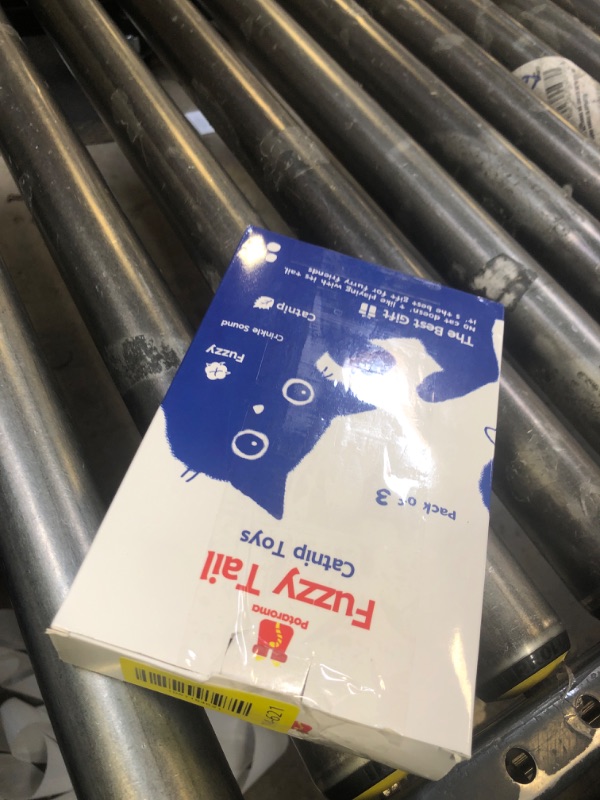 Potaroma
Fuzzy Tail
Catnip Toys
Pack of 3
Fuzzy
Crinkle Sound
Catnip
The Best Gift
No cat doesn't like playing with its tail
it's the best gift for furry friends